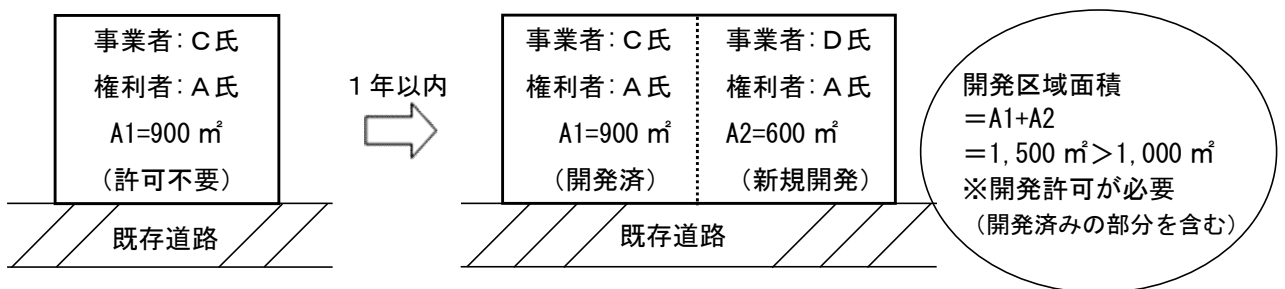 事業者：C氏
権利者：A氏
A1=900 ㎡
（許可不要）
既存道路
１年以内
事業者：C氏
権利者：A氏
A1=900 ㎡
（開発済）
事業者：D氏
権利者：A氏
A2=600 ㎡
（新規開発）
既存道路
開発区域面積
＝A1+A2
＝1,500 ㎡＞1,000 ㎡
※開発許可が必要
（開発済みの部分を含む）